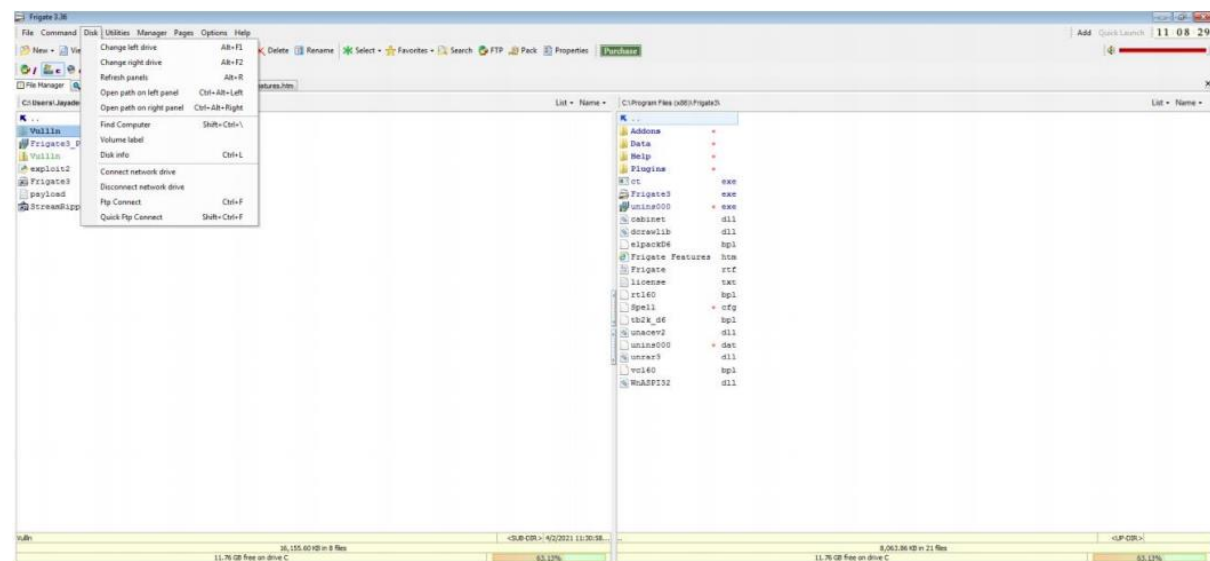 Frigate 3.36
File Command Disk Utilities Manager Pages Options Help
Add Quick Launch 11 08 29
New Vie Delete Rename Select Favorites Search FTP Pack Properties Purchase
/ c
Change left drive Alt+F1
Change right drive Alt+F2
Refresh panels Alt+R
Open path on left panel Ctrl+Alt+Left
Open path on right panel Ctrl+Alt+Right
Find Computer Shift+Ctrl+\
Volume label
Disk info Ctrl+L
Connect network drive
Disconnect network drive
Ftp Connect Ctrl+F
Quick Ftp Connect Shift+Ctrl+F
File Manager atures.htm
C:\Users\Jayade List Name
..
Vulln
Frigate3_P
Vulln
exploit2
Frigate3
payload
StreamRipp
C:\Program Files (x86)\Frigate3\ List Name
..
Addons
Data
Help
Plugins
ct exe
Frigate3 exe
unins000 exe
cabinet dll
dcrawlib dll
elpackD6 bpl
Frigate Features htm
Frigate rtf
license txt
rtl60 bpl
Spell cfg
tb2k_d6 bpl
unacev2 dll
unins000 dat
unrar3 dll
vcl60 bpl
WnASPI32 dll
Vulln <SUB-DIR> 4/2/2021 11:30:58...
16,155.60 KB in 8 files
11.76 GB free on drive C 63.13%
.. <UP-DIR>
8,063.86 KB in 21 files
11.76 GB free on drive C 63.13%